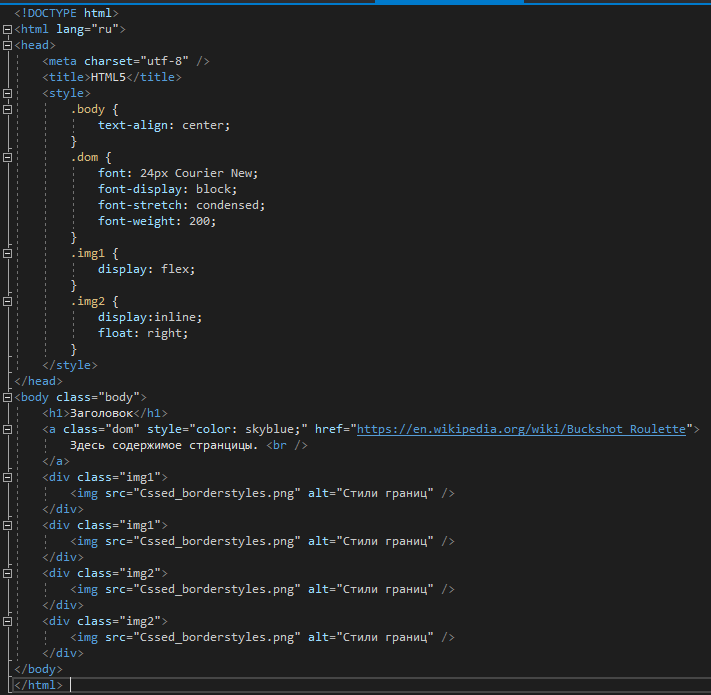 <!DOCTYPE html>
<html lang="ru">
<head>
    <meta charset="utf-8" />
    <title>HTML5</title>
    <style>
        .body {
            text-align: center;
        }
        .dom {
            font: 24px Courier New;
            font-display: block;
            font-stretch: condensed;
            font-weight: 200;
        }
        .img1 {
            display: flex;
        }
        .img2 {
            display:inline;
            float: right;
        }
    </style>
</head>
<body class="body">
    <h1>Заголовок</h1>
    <a class="dom" style="color: skyblue;" href="https://en.wikipedia.org/wiki/Buckshot_Roulette">
        Здесь содержимое странцицы. <br />
    </a>
    <div class="img1">
        <img src="Cssed_borderstyles.png" alt="Стили границ" />
    </div>
    <div class="img1">
        <img src="Cssed_borderstyles.png" alt="Стили границ" />
    </div>
    <div class="img2">
        <img src="Cssed_borderstyles.png" alt="Стили границ" />
    </div>
    <div class="img2">
        <img src="Cssed_borderstyles.png" alt="Стили границ" />
    </div>
</body>
</html>